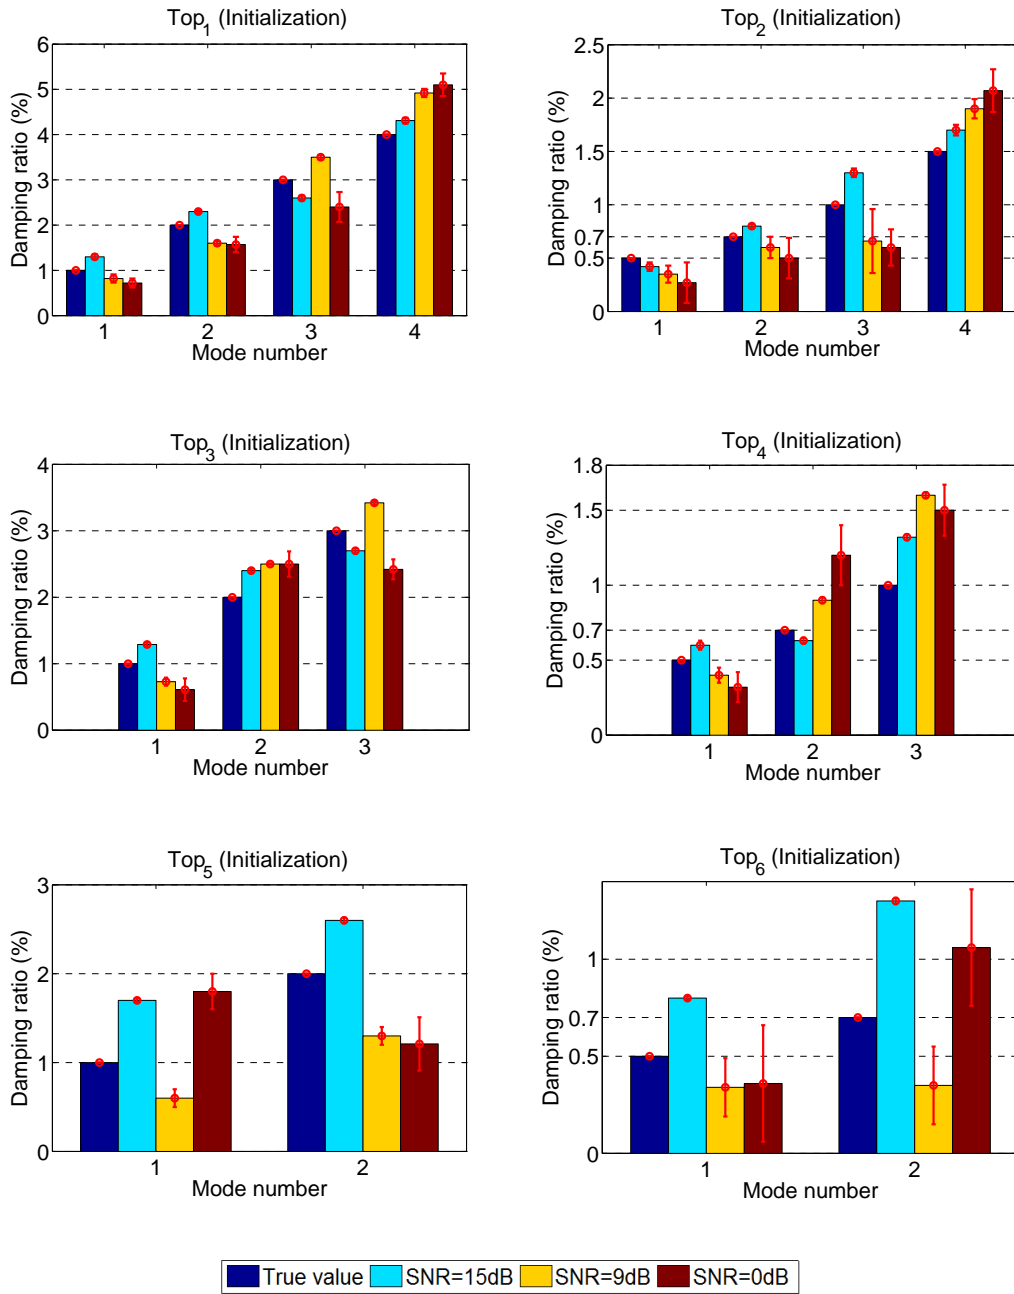 Top1 (Initialization)
Damping ratio (%)
6
5
4
3
2
1
0
1 2 3 4
Mode number
Top2 (Initialization)
Damping ratio (%)
2.5
2
1.5
1
0.7
0.5
0
1 2 3 4
Mode number
Top3 (Initialization)
Damping ratio (%)
4
3
2
1
0
1 2 3
Mode number
Top4 (Initialization)
Damping ratio (%)
1.8
1.5
1
0.7
0.5
0
1 2 3
Mode number
Top5 (Initialization)
Damping ratio (%)
3
2
1
0
1 2
Mode number
Top6 (Initialization)
Damping ratio (%)
1
0.7
0.5
0
1 2
Mode number
True value SNR=15dB SNR=9dB SNR=0dB